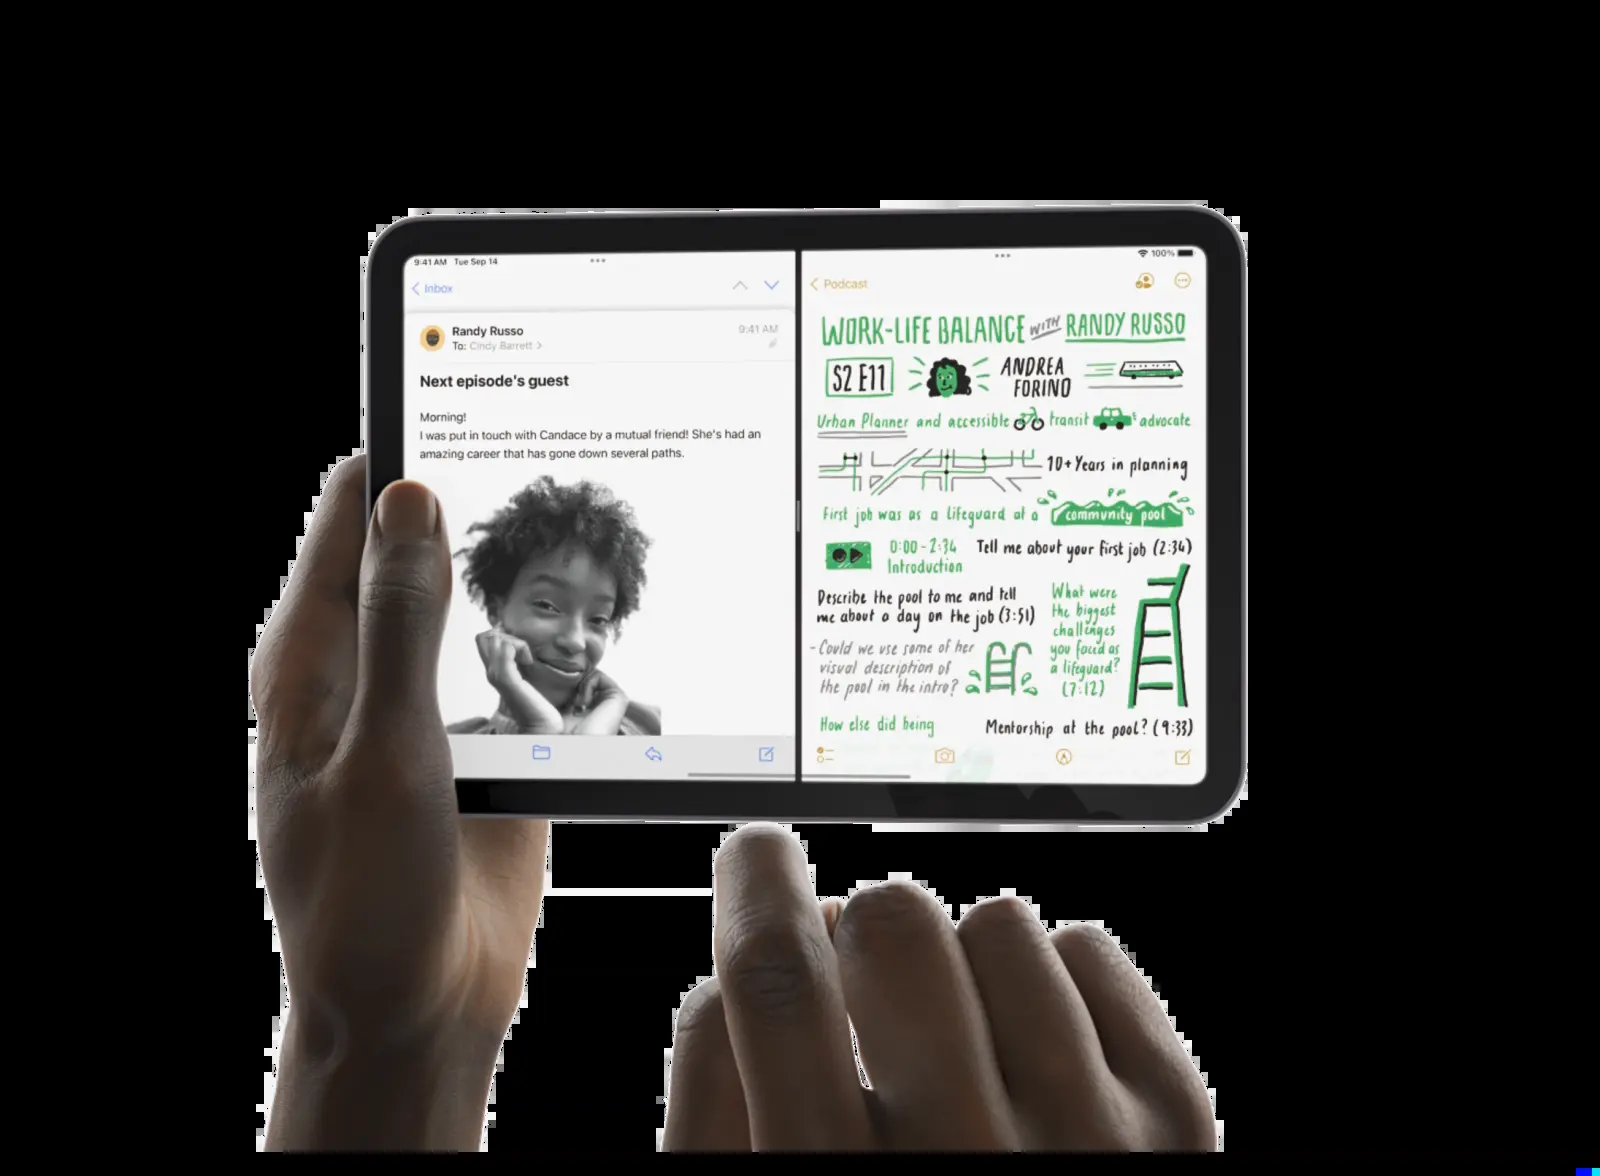 9:41 AM Tue Sep 14
Inbox
Randy Russo
9:41 AM
To: Cindy Barrett >
Next episode's guest
Morning!
I was put in touch with Candace by a mutual friend! She's had an
amazing career that has gone down several paths.
100%
Podcast
WORK-LIFE BALANCE WITH RANDY RUSSO
S2 E11
ANDREA
FORINO
Urban Planner and accessible transit advocate
10+ Years in planning
First job was as a lifeguard at a community pool
0:00-2:34
Introduction
Tell me about your first job (2:34)
Describe the pool to me and tell
me about a day on the job (3:51)
- Could we use some of her
visual description of
the pool in the intro?
What were
the biggest
challenges
you faced as
a lifeguard?
(7:12)
How else did being
Mentorship at the pool? (9:33)